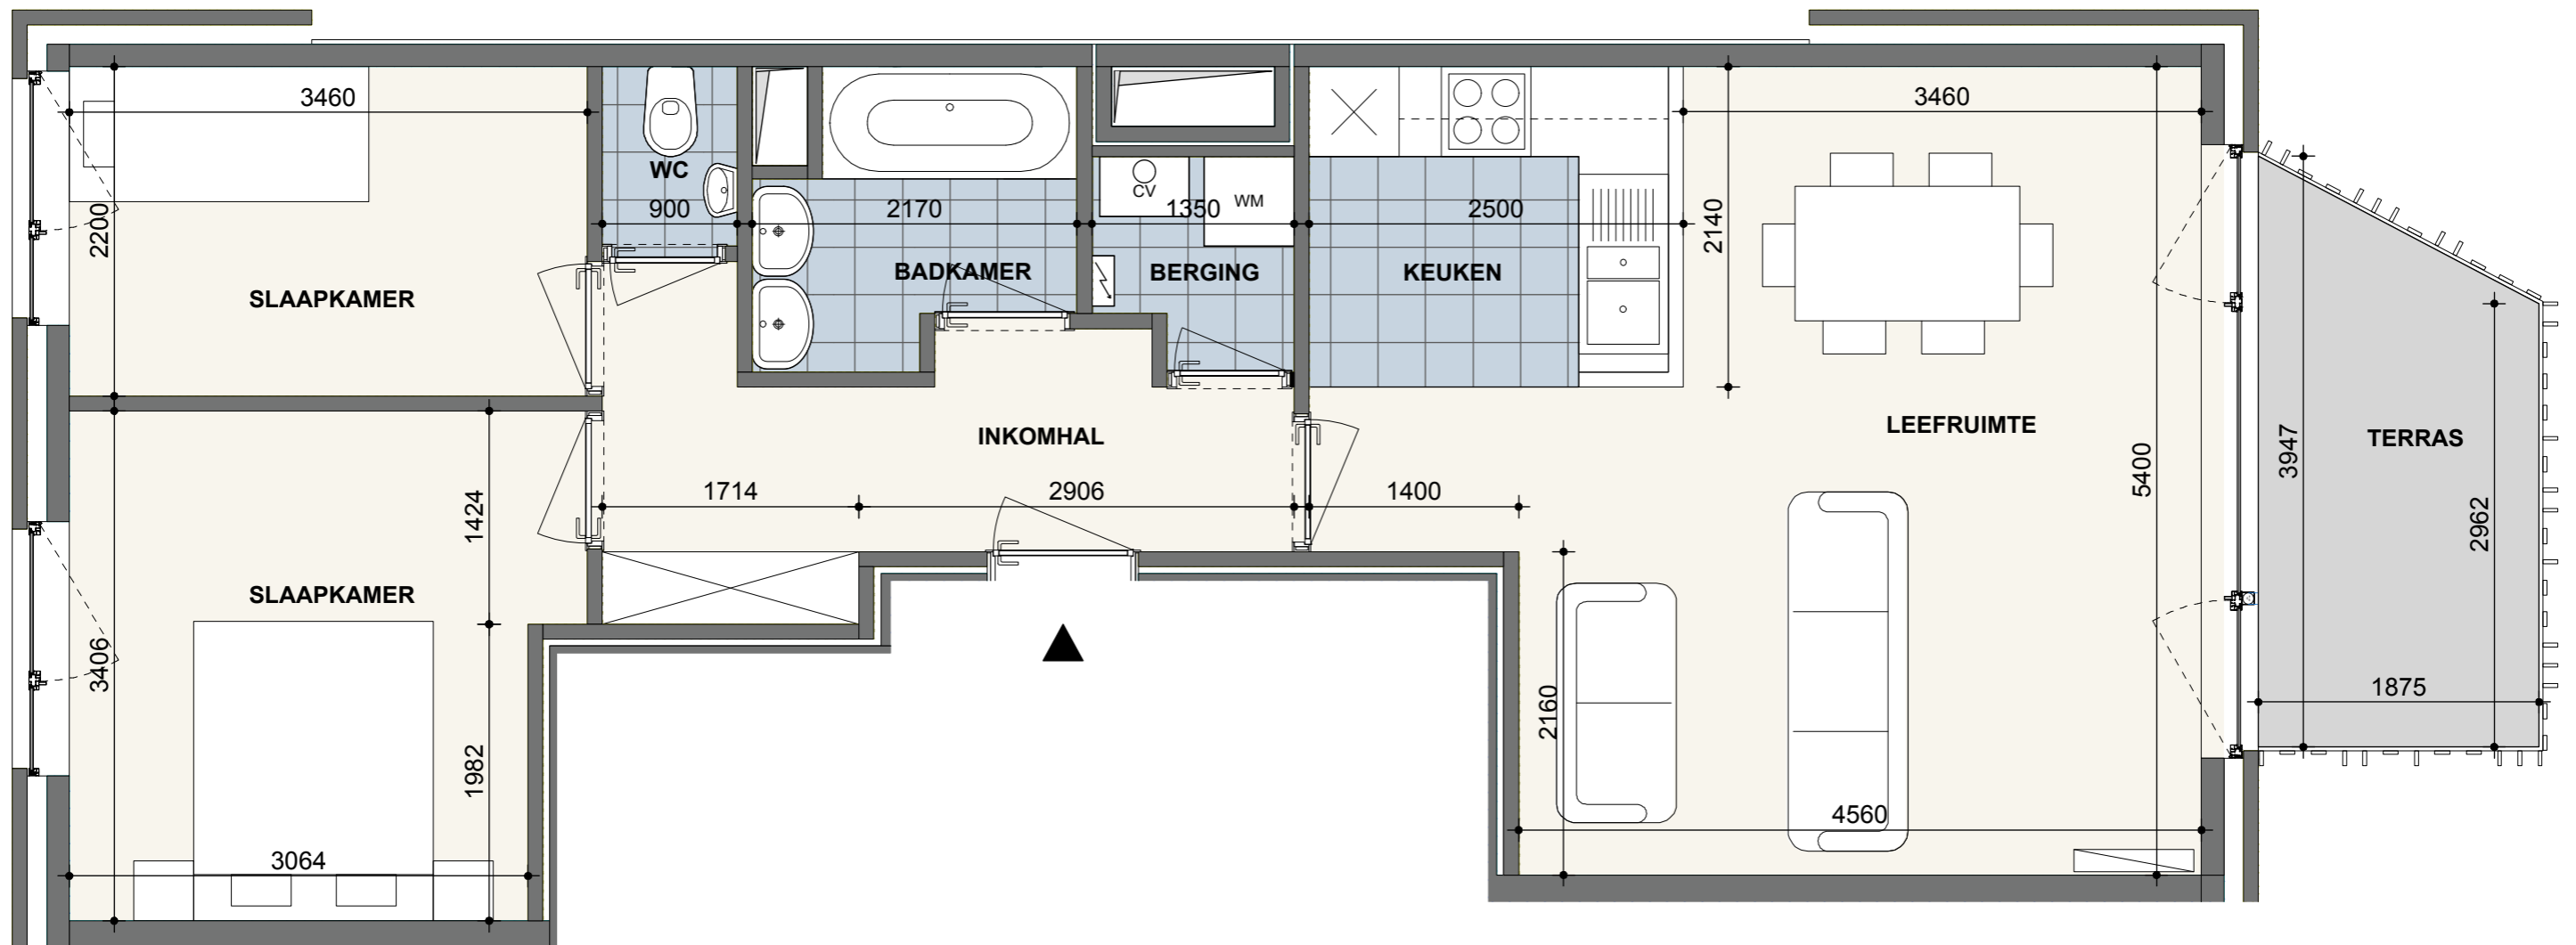 3460
3460
WC
CV
WM
900
2170
1350
2500
2200
2140
BADKAMER
BERGING
KEUKEN
SLAAPKAMER
LEEFRUIMTE
INKOMHAL
TERRAS
3947
5400
1714
2906
1400
1424
2962
SLAAPKAMER
3406
1875
2160
1982
4560
3064